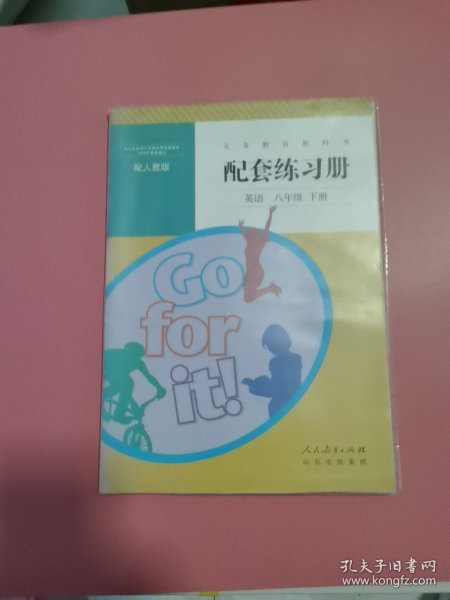 义务教育教科书
配人教版
配套练习册
英语 八年级 下册
Go
for
it!
人民教育出版社
山东出版集团
孔夫子旧书网
www.kongfz.com